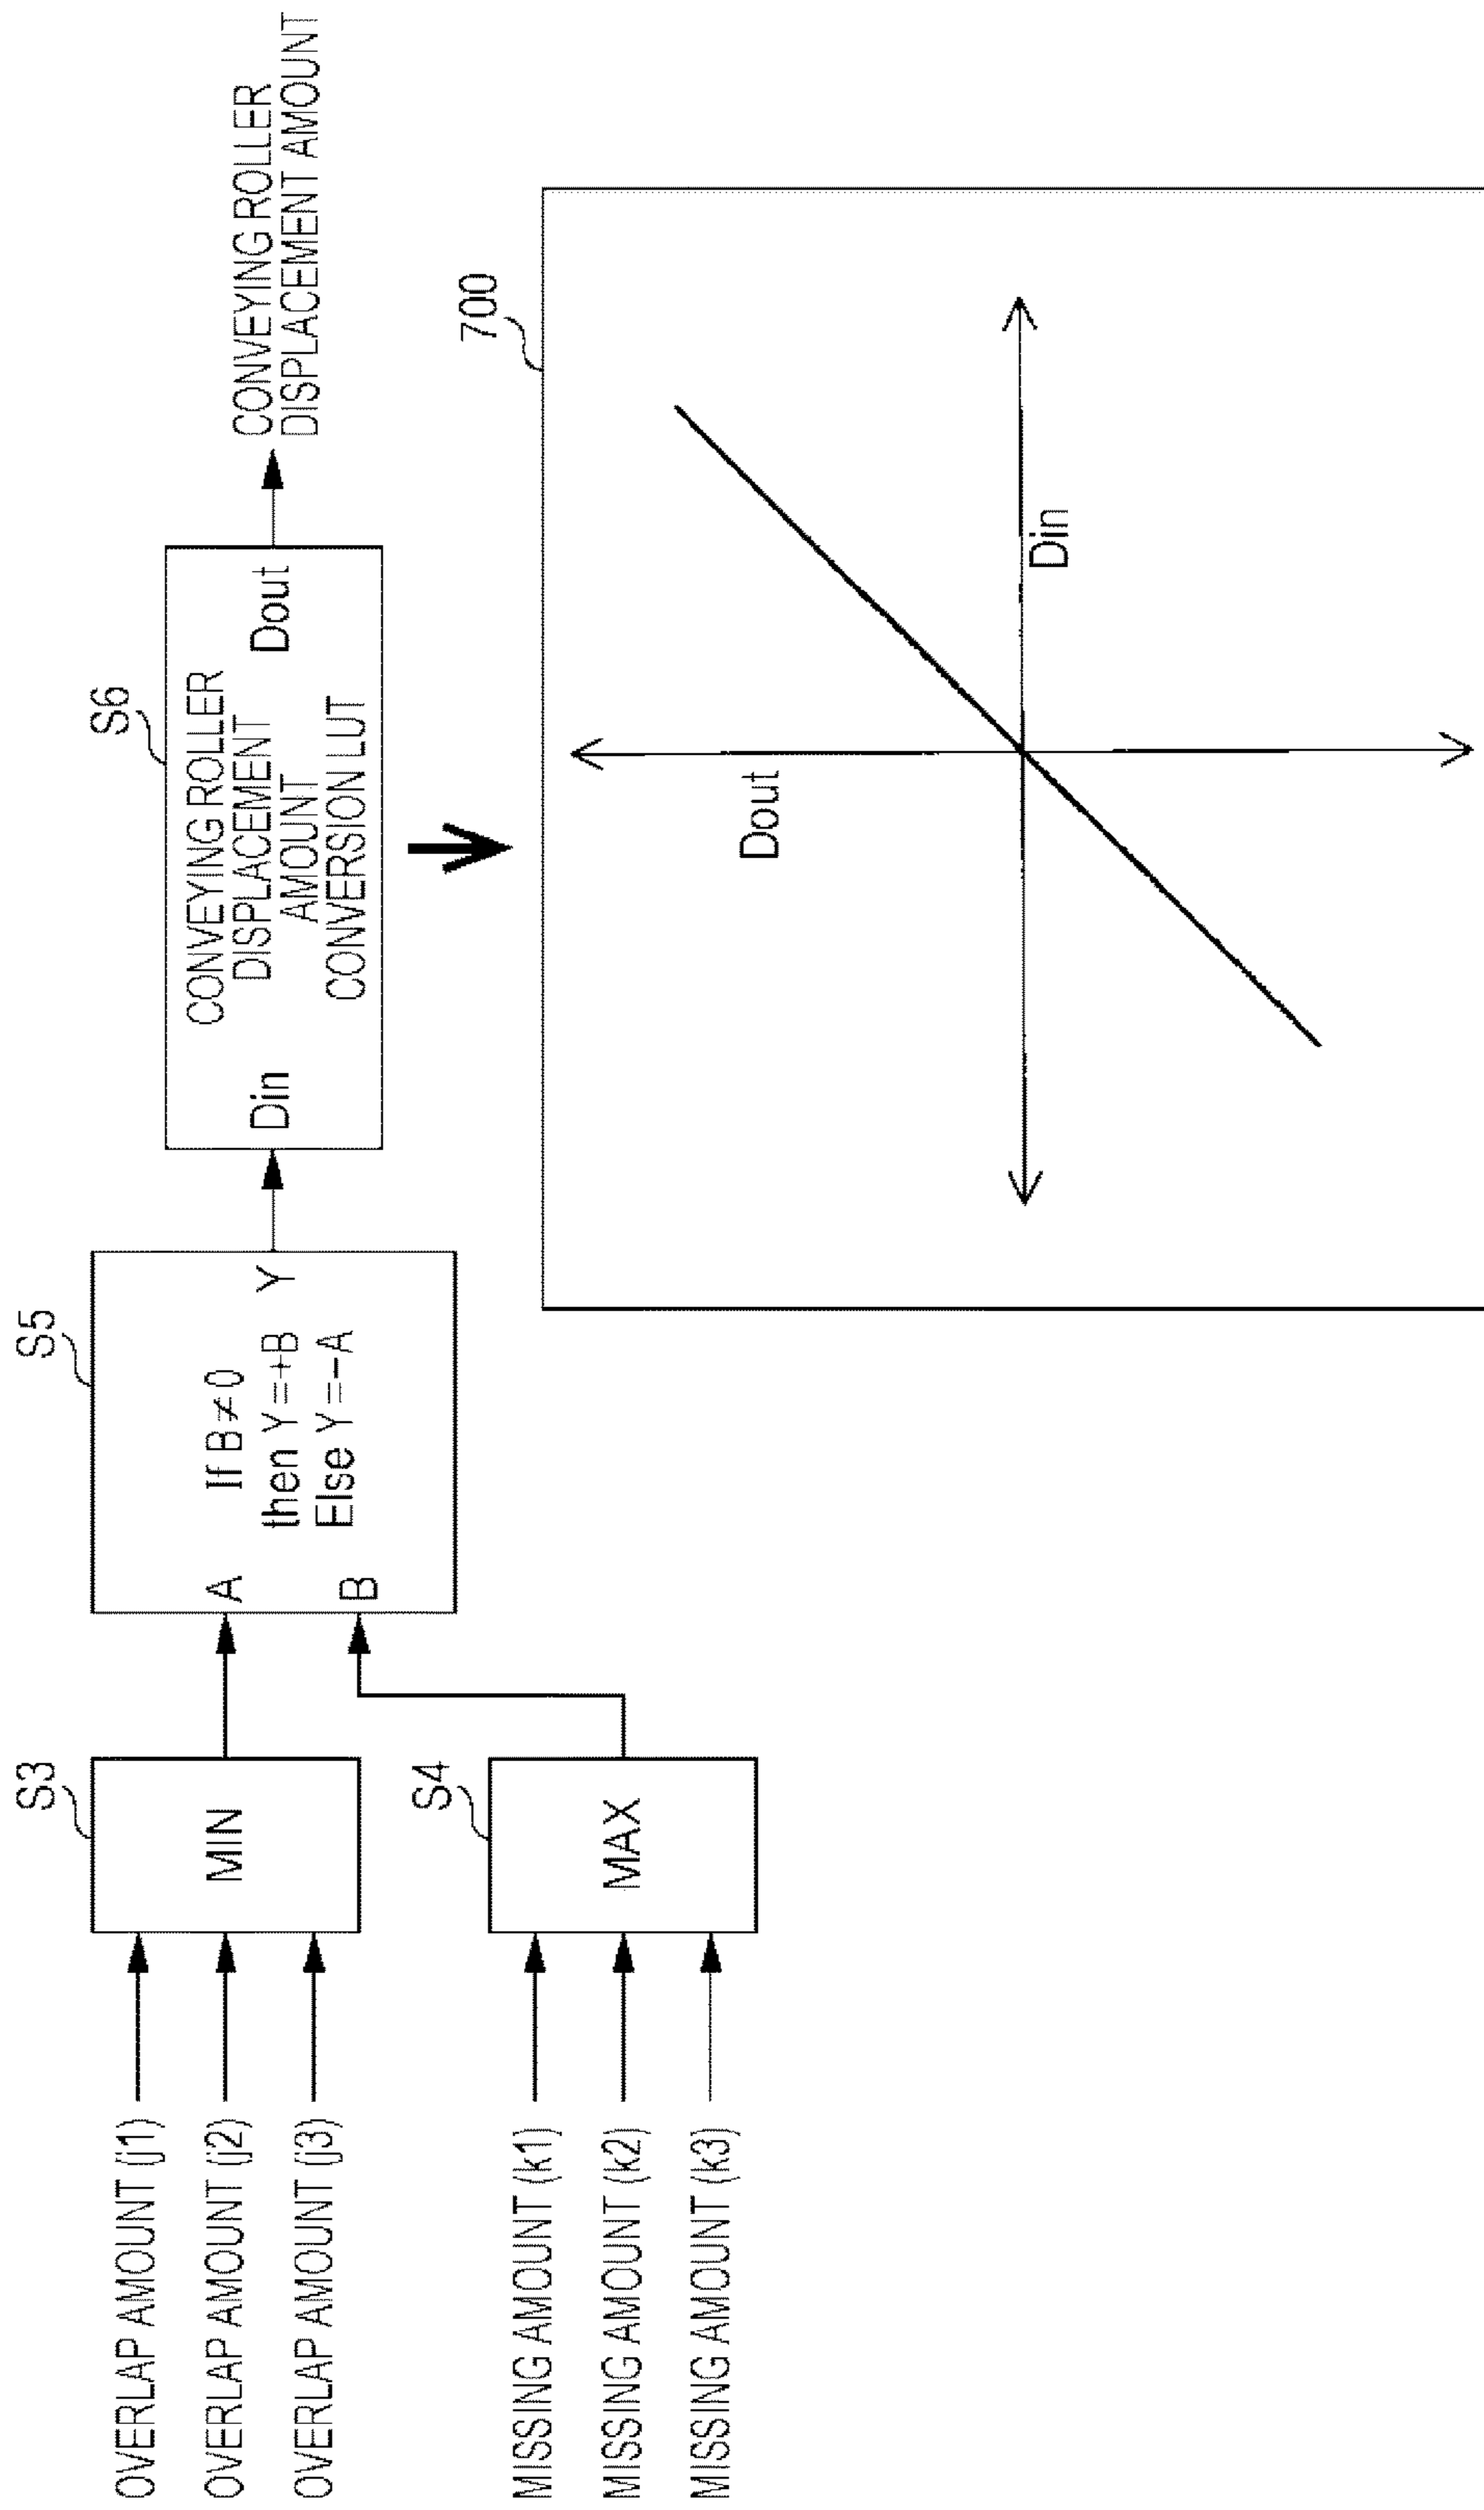 OVERLAP AMOUNT (j1)
OVERLAP AMOUNT (j2)
OVERLAP AMOUNT (j3)
MISSING AMOUNT (k1)
MISSING AMOUNT (k2)
MISSING AMOUNT (k3)
S3
MIN
S4
MAX
S5
A
B
If B≠0
then Y=+B
Else Y=-A
Y
S6
Din
CONVEYING ROLLER
DISPLACEMENT
AMOUNT
CONVERSION LUT
Dout
CONVEYING ROLLER
DISPLACEMENT AMOUNT
700
Dout
Din